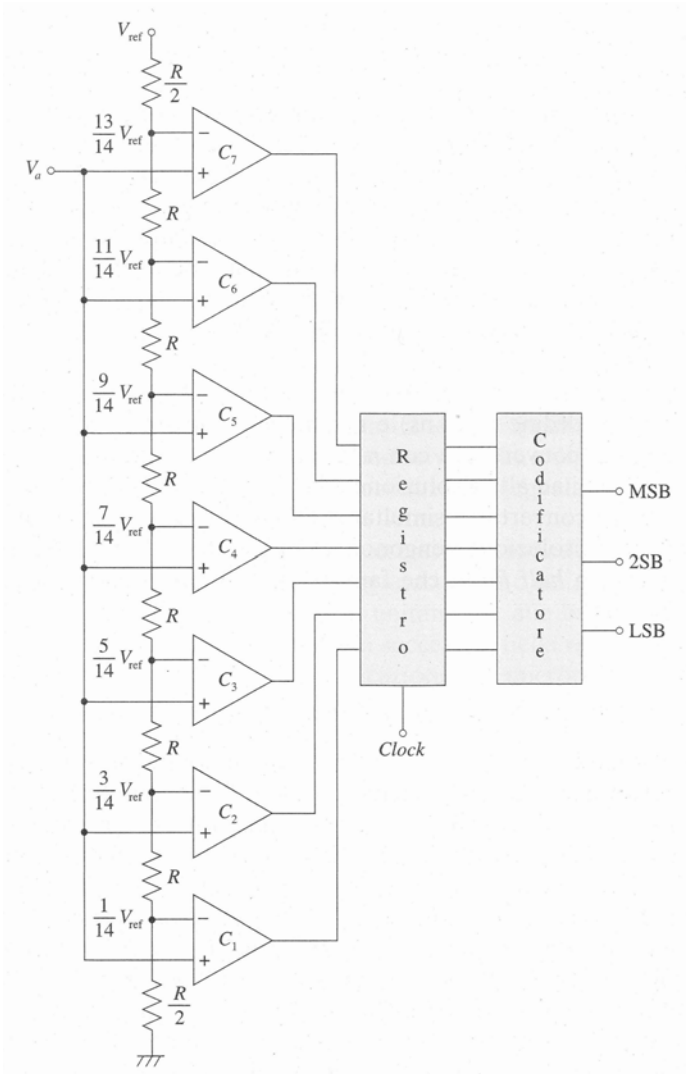 V_ref
R/2
13/14 V_ref
−
C_7
V_a
+
R
11/14 V_ref
−
C_6
+
R
9/14 V_ref
−
C_5
+
R
7/14 V_ref
−
C_4
+
R
5/14 V_ref
−
C_3
+
R
3/14 V_ref
−
C_2
+
R
1/14 V_ref
−
C_1
+
R/2
Registro
Codificatore
MSB
2SB
LSB
Clock